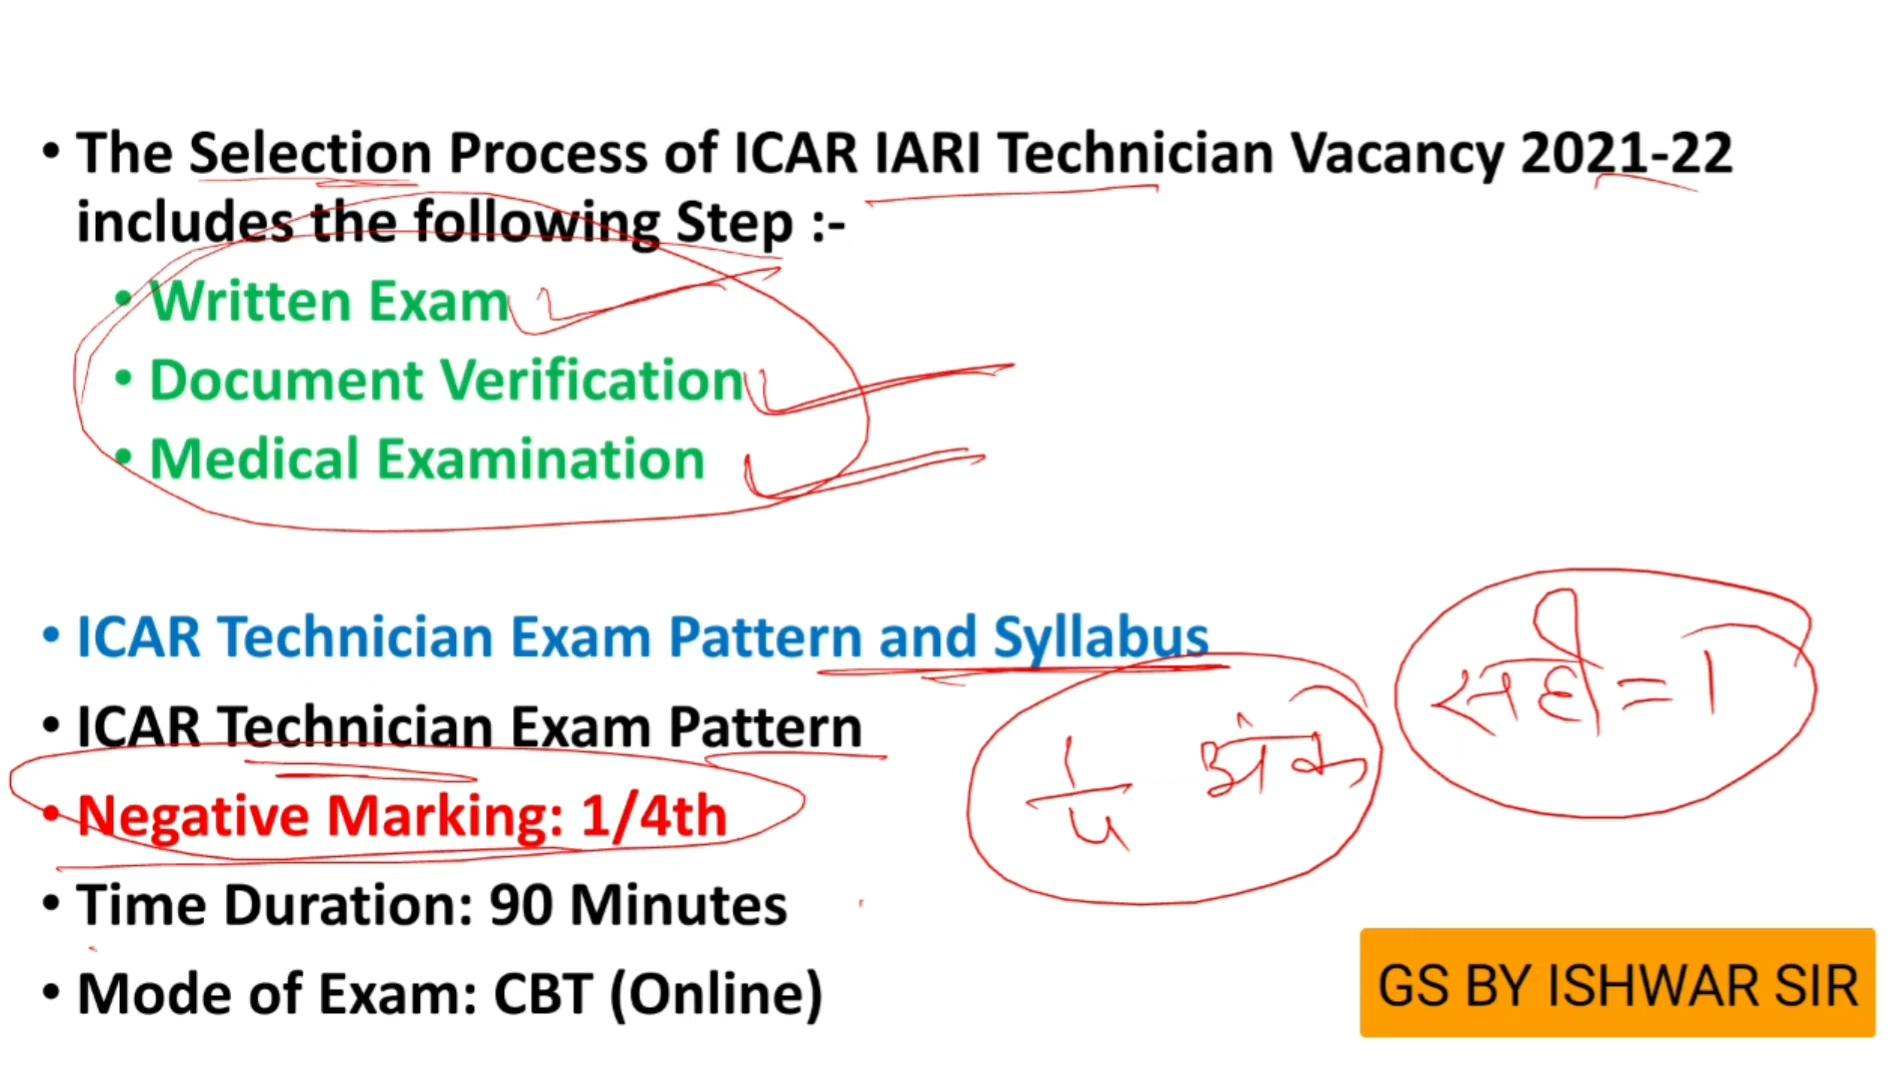 • The Selection Process of ICAR IARI Technician Vacancy 2021-22
includes the following Step :-
• Written Exam
• Document Verification
• Medical Examination
• ICAR Technician Exam Pattern and Syllabus
सही = 1
• ICAR Technician Exam Pattern
1/4 अंक
• Negative Marking: 1/4th
• Time Duration: 90 Minutes
• Mode of Exam: CBT (Online)
GS BY ISHWAR SIR